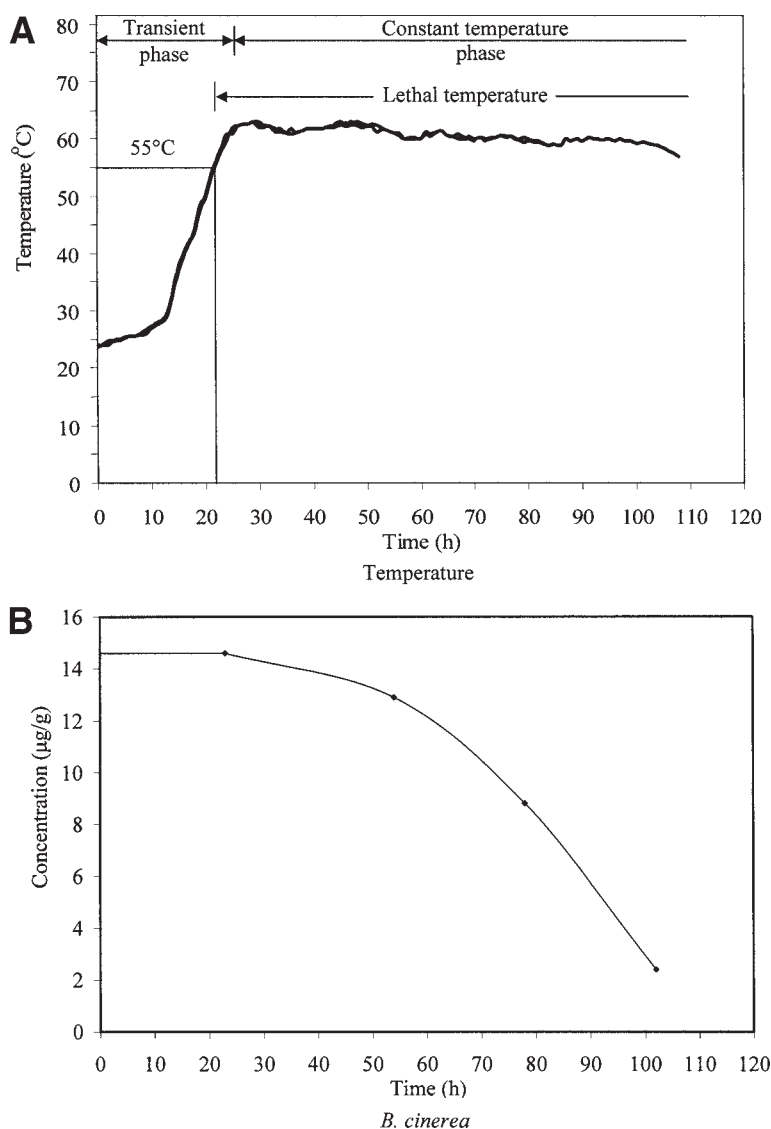 A
Transient
phase
Constant temperature
phase
Lethal temperature
55°C
Temperature (°C)
80
70
60
50
40
30
20
10
0
0 10 20 30 40 50 60 70 80 90 100 110 120
Time (h)
Temperature
B
Concentration (µg/g)
16
14
12
10
8
6
4
2
0
0 10 20 30 40 50 60 70 80 90 100 110 120
Time (h)
B. cinerea